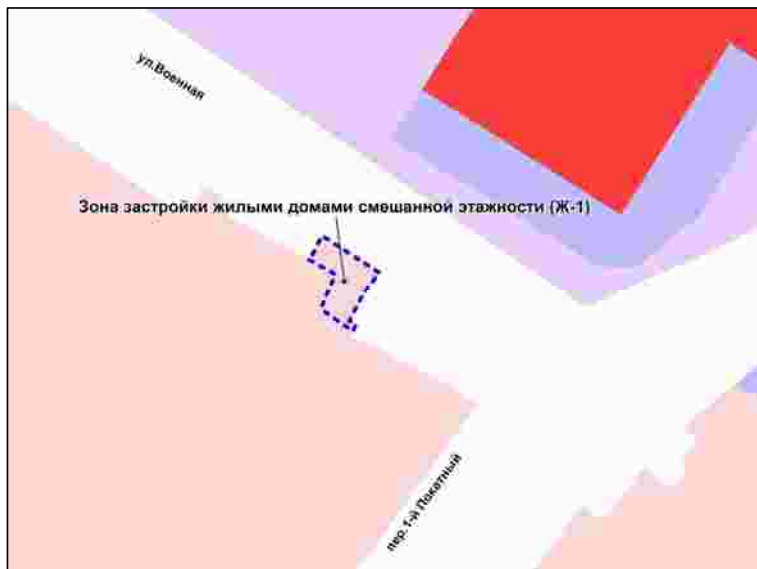 ул.Военная
Зона застройки жилыми домами смешанной этажности (Ж-1)
пер.1-й Покатный